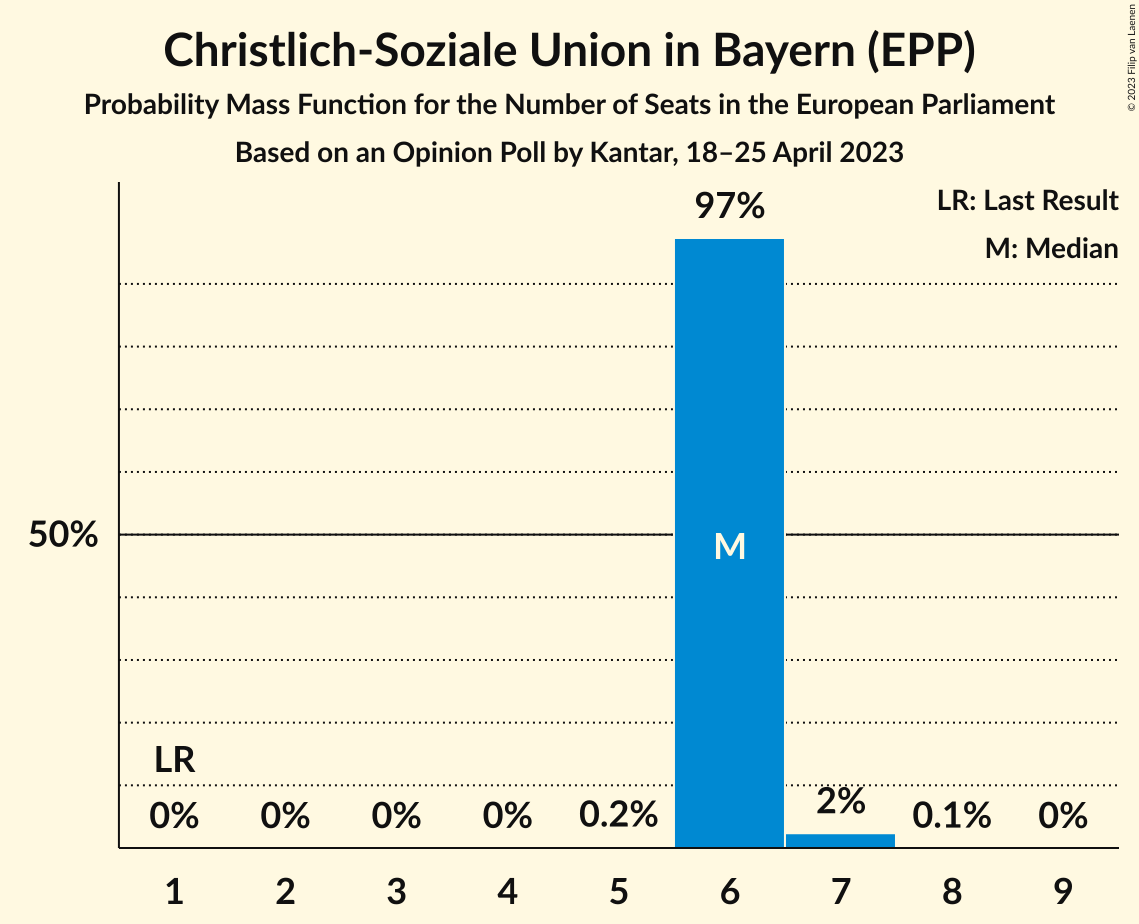 Christlich-Soziale Union in Bayern (EPP)
Probability Mass Function for the Number of Seats in the European Parliament
Based on an Opinion Poll by Kantar, 18–25 April 2023
© 2023 Filip van Laenen
97%
LR: Last Result
M: Median
50%
M
LR
0%
0%
0%
0%
0.2%
2%
0.1%
0%
1
2
3
4
5
6
7
8
9